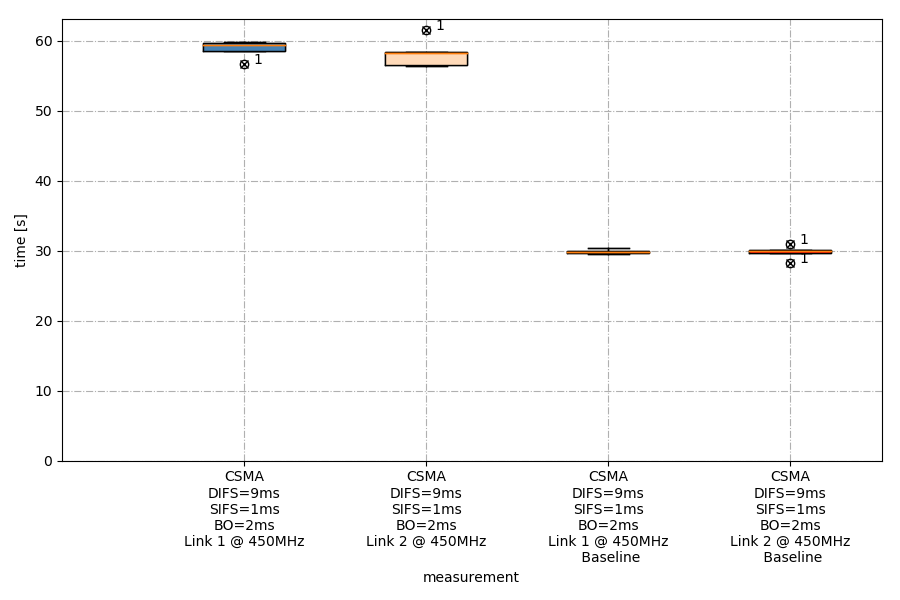 time [s]
60
50
40
30
20
10
0
1
1
1
1
CSMA
DIFS=9ms
SIFS=1ms
BO=2ms
Link 1 @ 450MHz
CSMA
DIFS=9ms
SIFS=1ms
BO=2ms
Link 2 @ 450MHz
CSMA
DIFS=9ms
SIFS=1ms
BO=2ms
Link 1 @ 450MHz
Baseline
CSMA
DIFS=9ms
SIFS=1ms
BO=2ms
Link 2 @ 450MHz
Baseline
measurement